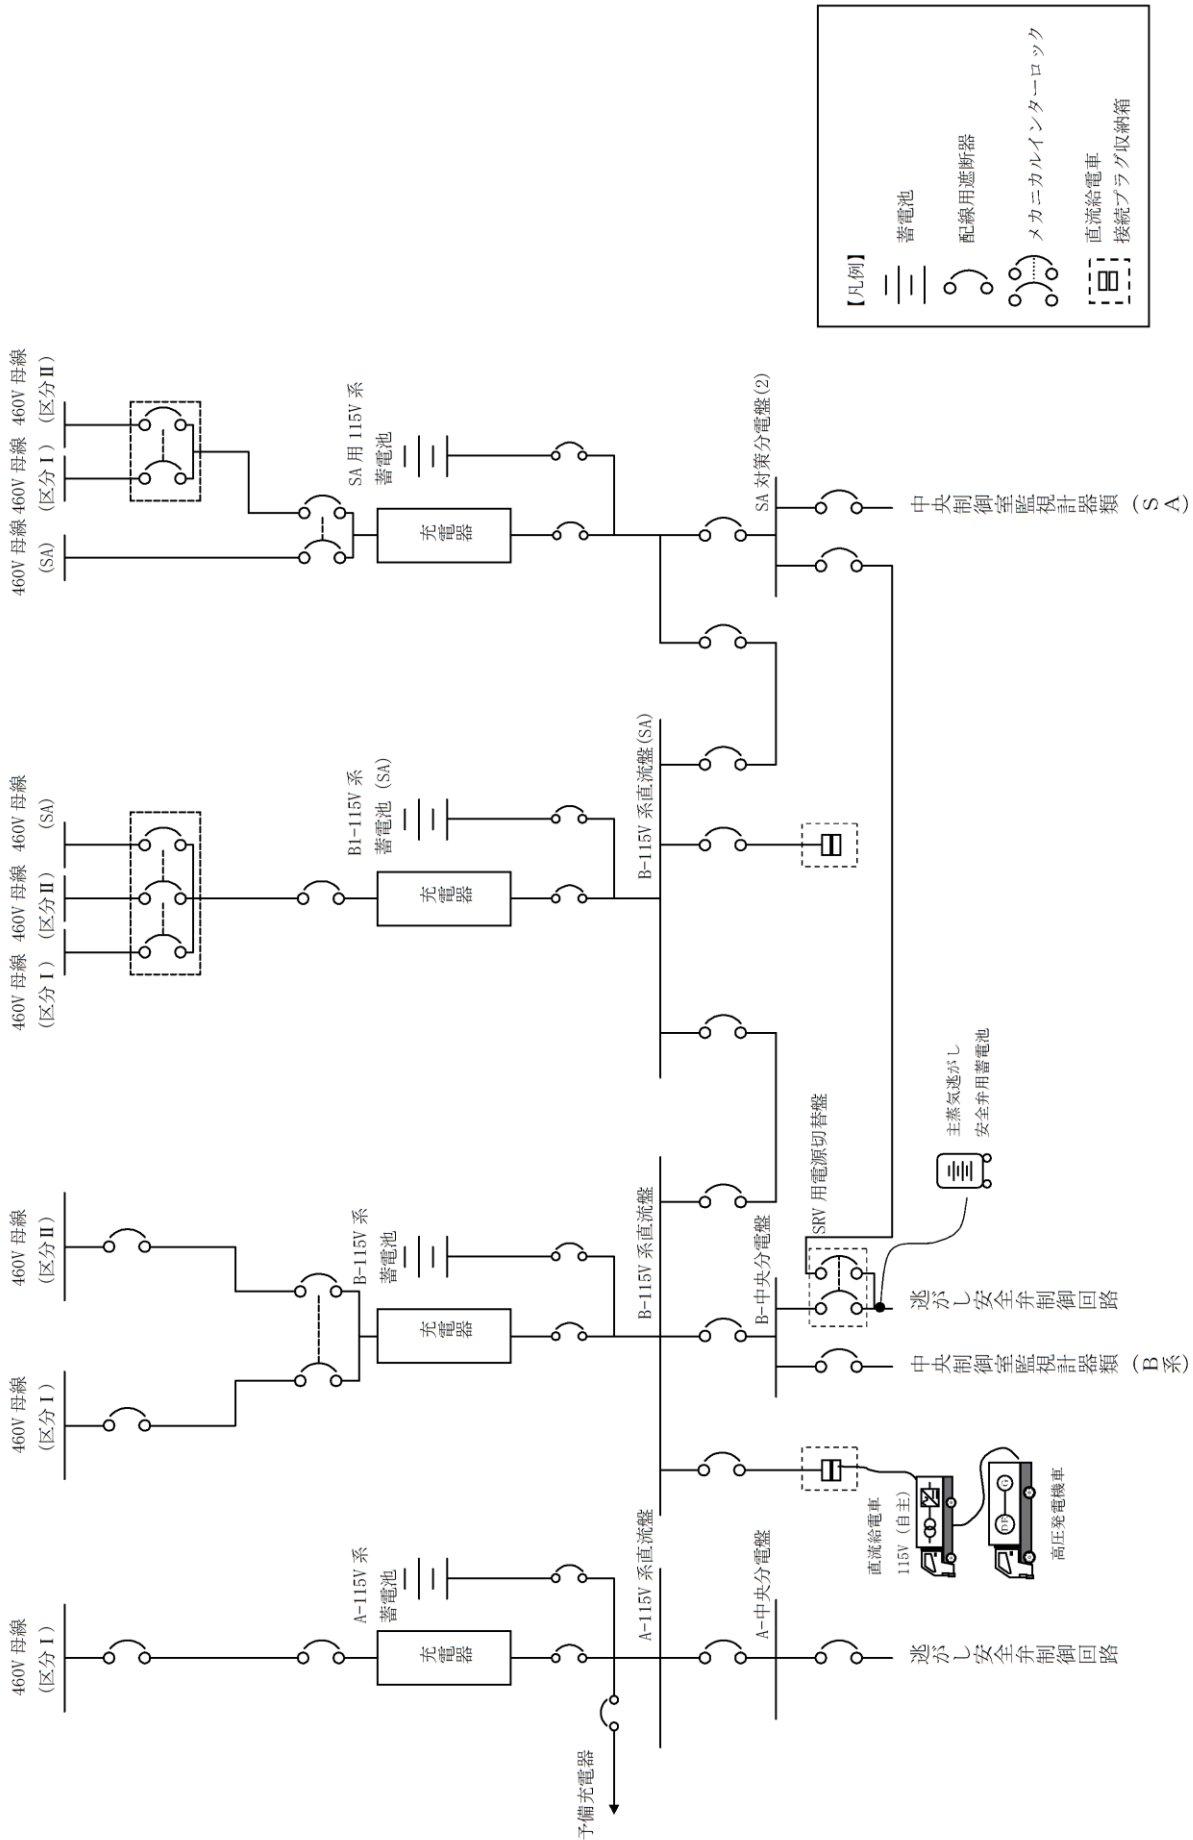 460V 母線
(区分Ⅰ)
460V 母線
(区分Ⅰ)
460V 母線
(区分Ⅱ)
460V 母線
(区分Ⅰ)
460V 母線
(区分Ⅱ)
460V 母線
(SA)
460V 母線
(SA)
460V 母線
(区分Ⅰ)
460V 母線
(区分Ⅱ)
A-115V 系
蓄電池
充電器
B-115V 系
蓄電池
充電器
B1-115V 系
蓄電池 (SA)
充電器
SA 用 115V 系
蓄電池
充電器
予備充電器
A-115V 系直流盤
B-115V 系直流盤
B-115V 系直流盤(SA)
A-中央分電盤
B-中央分電盤
SA 対策分電盤(2)
SRV 用電源切替盤
直流給電車
115V (自主)
高圧発電機車
DE
G
主蒸気逃がし
安全弁用蓄電池
逃がし安全弁制御回路
中央制御室監視計器類(B系)
逃がし安全弁制御回路
中央制御室監視計器類(SA)
【凡例】
蓄電池
配線用遮断器
メカニカルインターロック
直流給電車
接続プラグ収納箱